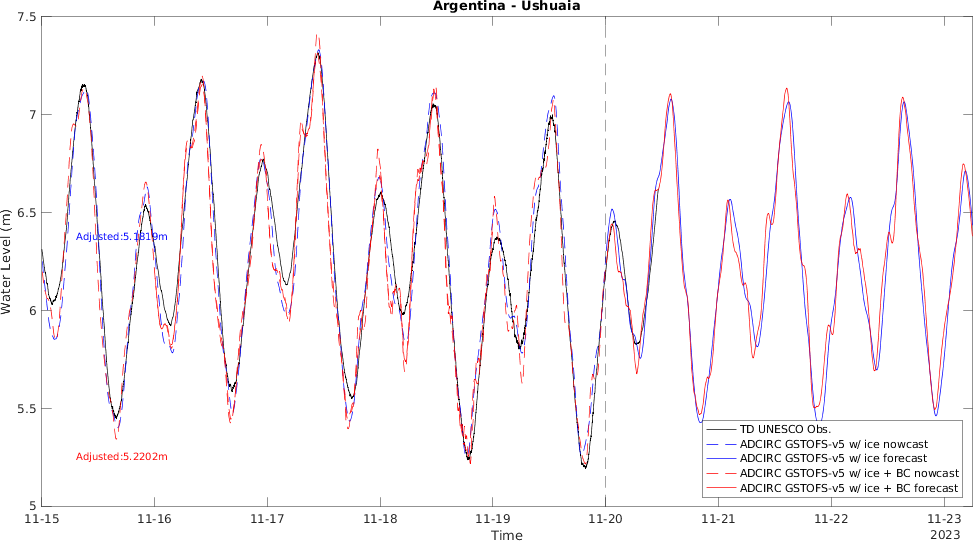 Argentina - Ushuaia
7.5
7
6.5
6
5.5
5
Water Level (m)
Adjusted:5.1819m
Adjusted:5.2202m
TD UNESCO Obs.
ADCIRC GSTOFS-v5 w/ ice nowcast
ADCIRC GSTOFS-v5 w/ ice forecast
ADCIRC GSTOFS-v5 w/ ice + BC nowcast
ADCIRC GSTOFS-v5 w/ ice + BC forecast
11-15 11-16 11-17 11-18 11-19 11-20 11-21 11-22 11-23
2023
Time